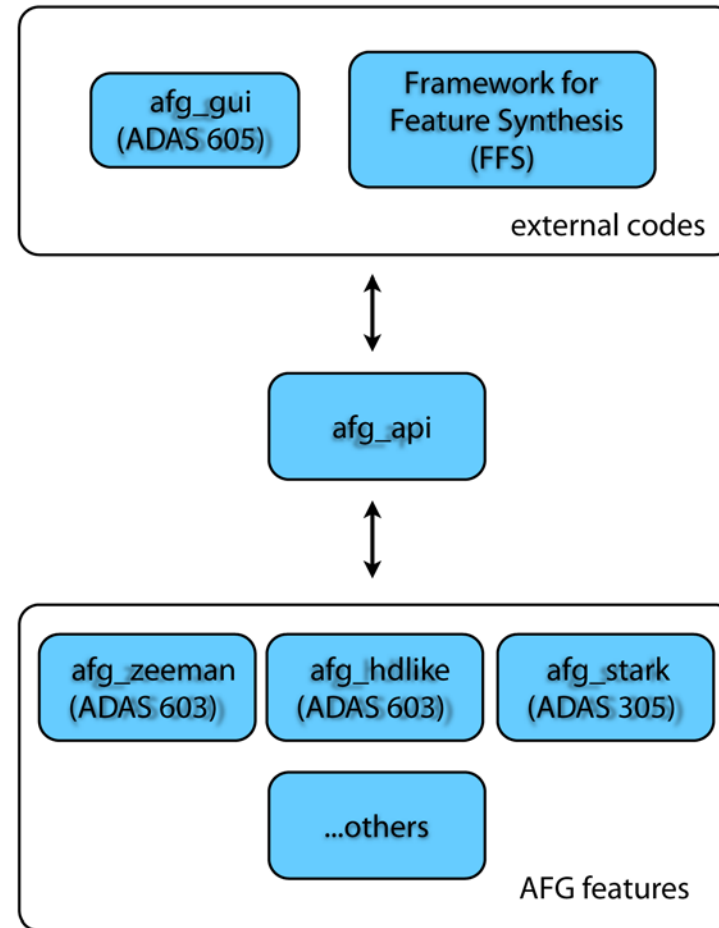 afg_gui
(ADAS 605)
Framework for
Feature Synthesis
(FFS)
external codes
afg_api
afg_zeeman
(ADAS 603)
afg_hdlike
(ADAS 603)
afg_stark
(ADAS 305)
...others
AFG features